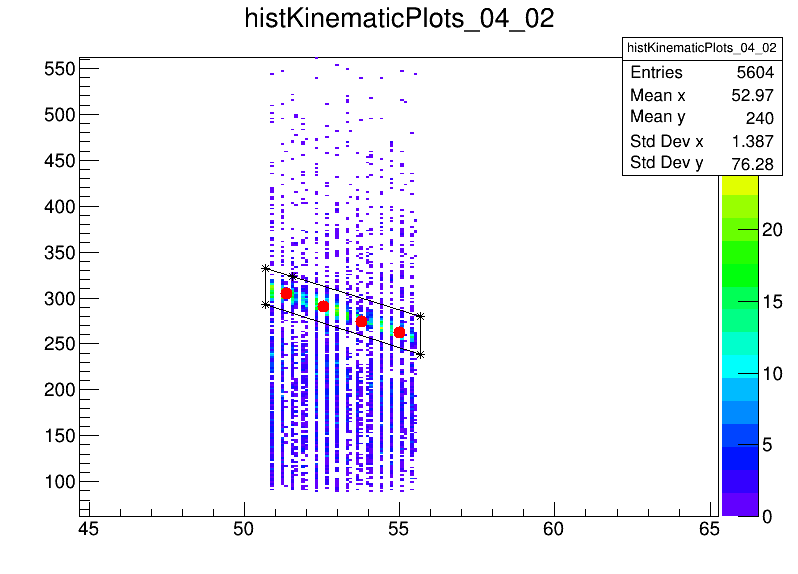 histKinematicPlots_04_02
histKinematicPlots_04_02
Entries 5604
Mean x 52.97
Mean y 240
Std Dev x 1.387
Std Dev y 76.28
550
500
450
400
350
300
250
200
150
100
20
15
10
5
0
45 50 55 60 65